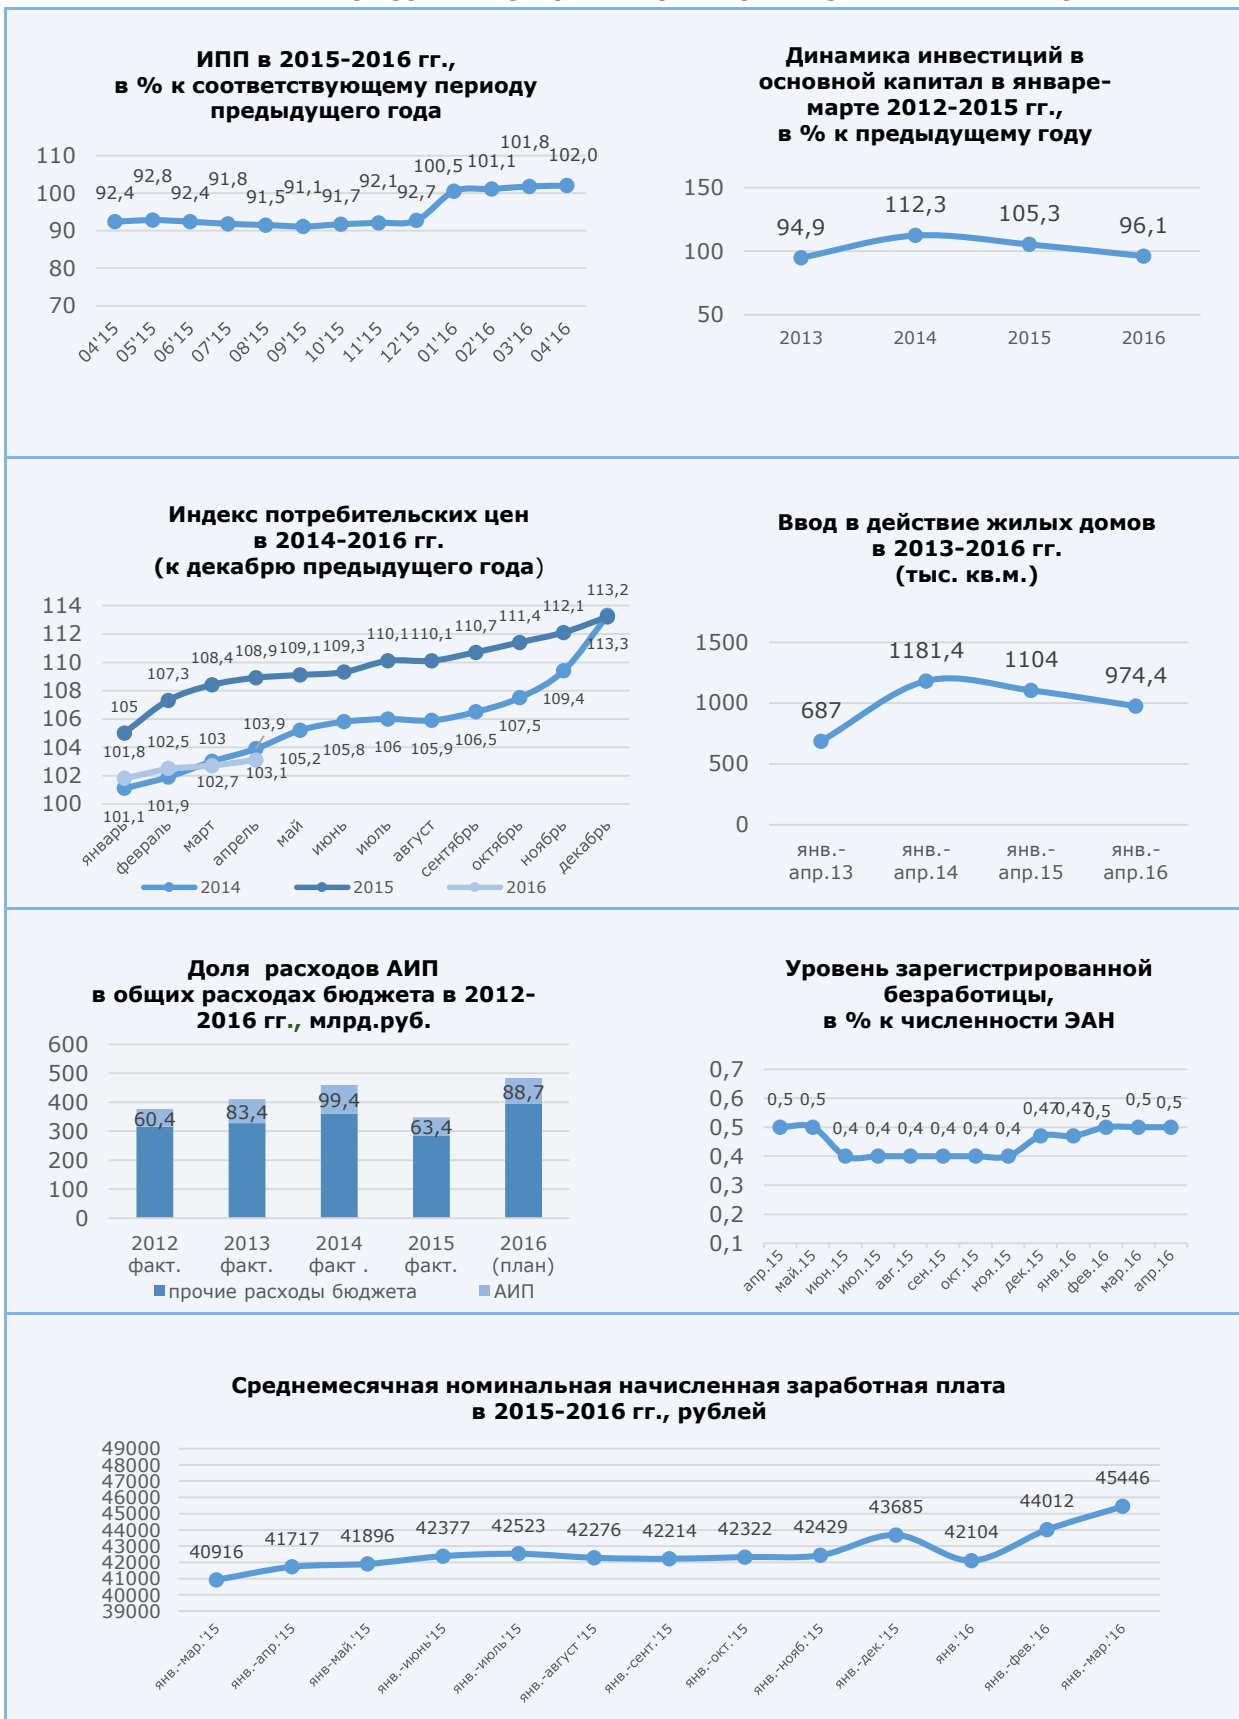 ИПП в 2015-2016 гг.,
в % к соответствующему периоду
предыдущего года
110
100
90
80
70
92,4
92,8
92,4
91,8
91,5
91,1
91,7
92,1
92,7
100,5
101,1
101,8
102,0
04'15
05'15
06'15
07'15
08'15
09'15
10'15
11'15
12'15
01'16
02'16
03'16
04'16
Динамика инвестиций в
основной капитал в январе-
марте 2012-2015 гг.,
в % к предыдущему году
150
100
50
94,9
112,3
105,3
96,1
2013
2014
2015
2016
Индекс потребительских цен
в 2014-2016 гг.
(к декабрю предыдущего года)
114
112
110
108
106
104
102
100
105
107,3
108,4
108,9
109,1
109,3
110,1
110,1
110,7
111,4
112,1
113,2
101,8
102,5
103
103,9
113,3
109,4
107,5
106,5
105,9
106
105,8
105,2
103,1
102,7
101,9
101,1
январь
февраль
март
апрель
май
июнь
июль
август
сентябрь
октябрь
ноябрь
декабрь
2014
2015
2016
Ввод в действие жилых домов
в 2013-2016 гг.
(тыс. кв.м.)
1500
1000
500
0
687
1181,4
1104
974,4
янв.-
апр.13
янв.-
апр.14
янв.-
апр.15
янв.-
апр.16
Доля расходов АИП
в общих расходах бюджета в 2012-
2016 гг., млрд.руб.
600
500
400
300
200
100
0
60,4
83,4
99,4
63,4
88,7
2012
факт.
2013
факт.
2014
факт .
2015
факт.
2016
(план)
прочие расходы бюджета
АИП
Уровень зарегистрированной
безработицы,
в % к численности ЭАН
0,7
0,6
0,5
0,4
0,3
0,2
0,1
0,5
0,5
0,4
0,4
0,4
0,4
0,4
0,4
0,47
0,47
0,5
0,5
0,5
апр.15
май.15
июн.15
июл.15
авг.15
сен.15
окт.15
ноя.15
дек.15
янв.16
фев.16
мар.16
апр.16
Среднемесячная номинальная начисленная заработная плата
в 2015-2016 гг., рублей
49000
48000
47000
46000
45000
44000
43000
42000
41000
40000
39000
40916
41717
41896
42377
42523
42276
42214
42322
42429
43685
42104
44012
45446
янв.-мар.'15
янв.-апр.'15
янв-май.'15
янв.-июнь'15
янв.-июль'15
янв.-август '15
янв.-сент.'15
янв.-окт.'15
янв.-нояб.'15
янв.-дек.'15
янв.'16
янв.-фев.'16
янв.-мар.'16